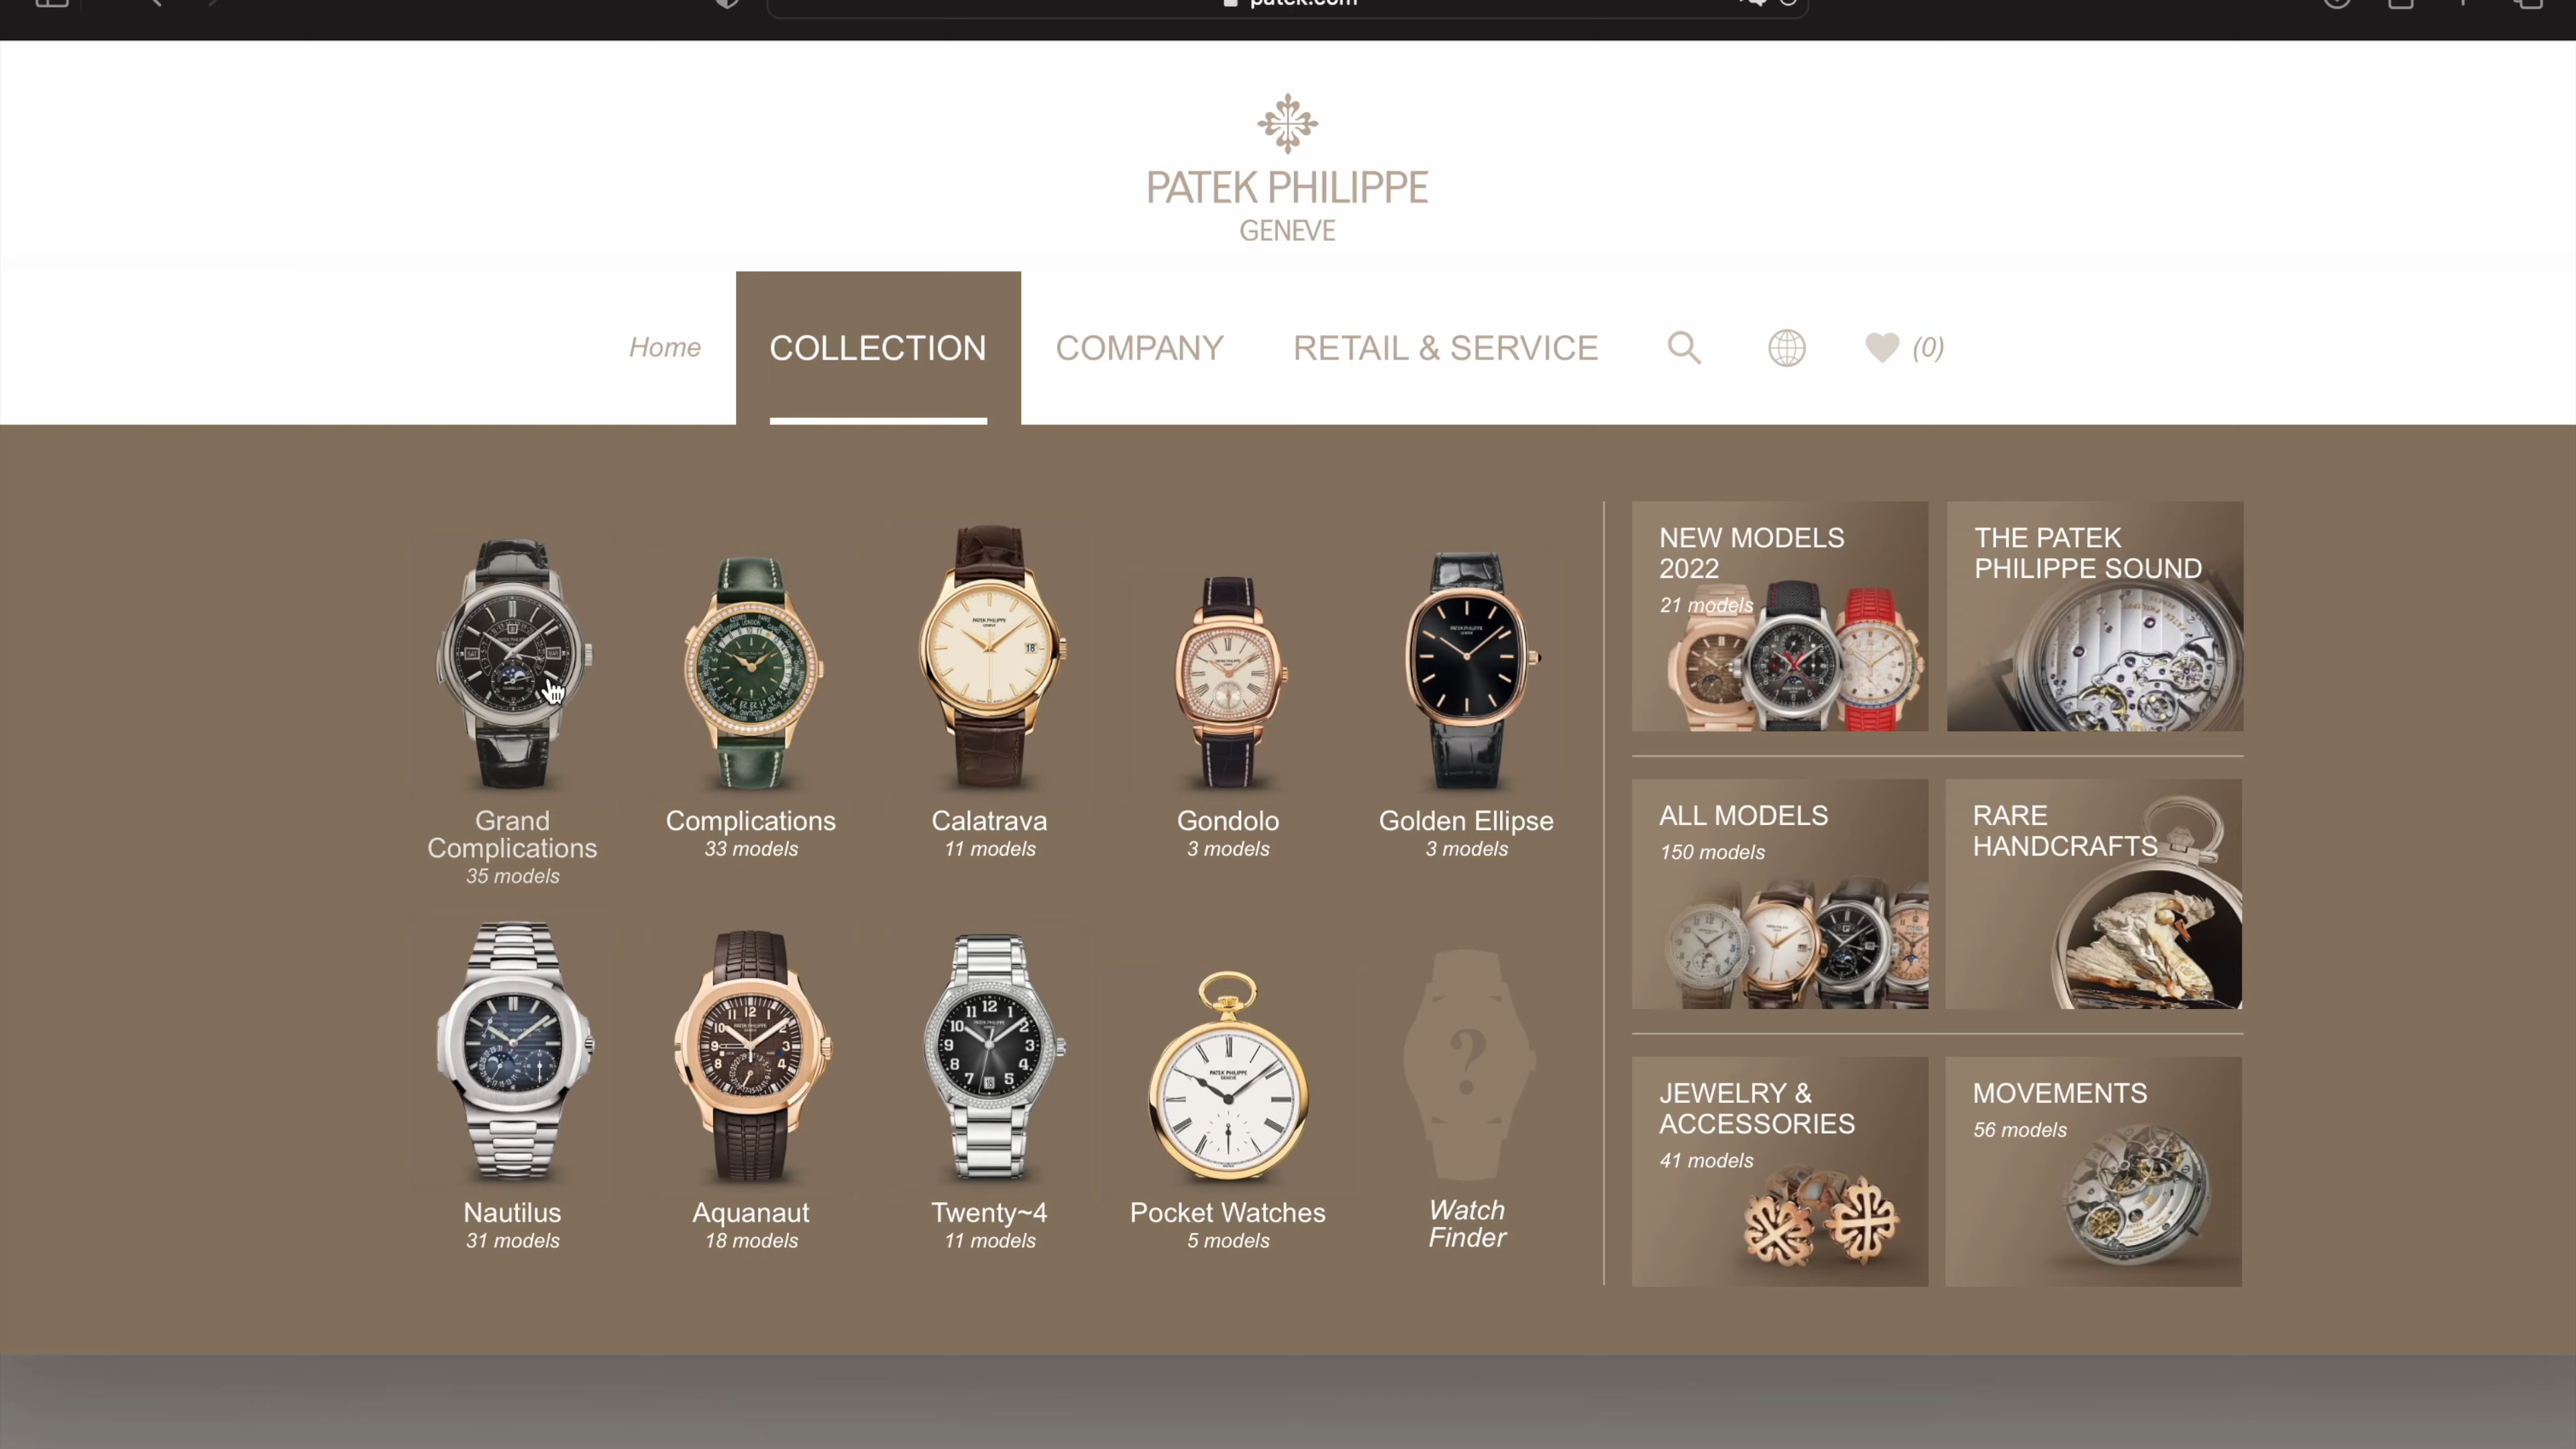 patek.com
PATEK PHILIPPE
GENEVE
Home
COLLECTION
COMPANY
RETAIL & SERVICE
(0)
Grand
Complications
35 models
Complications
33 models
Calatrava
11 models
Gondolo
3 models
Golden Ellipse
3 models
Nautilus
31 models
Aquanaut
18 models
Twenty~4
11 models
Pocket Watches
5 models
Watch
Finder
NEW MODELS
2022
21 models
THE PATEK
PHILIPPE SOUND
ALL MODELS
150 models
RARE
HANDCRAFTS
JEWELRY &
ACCESSORIES
41 models
MOVEMENTS
56 models